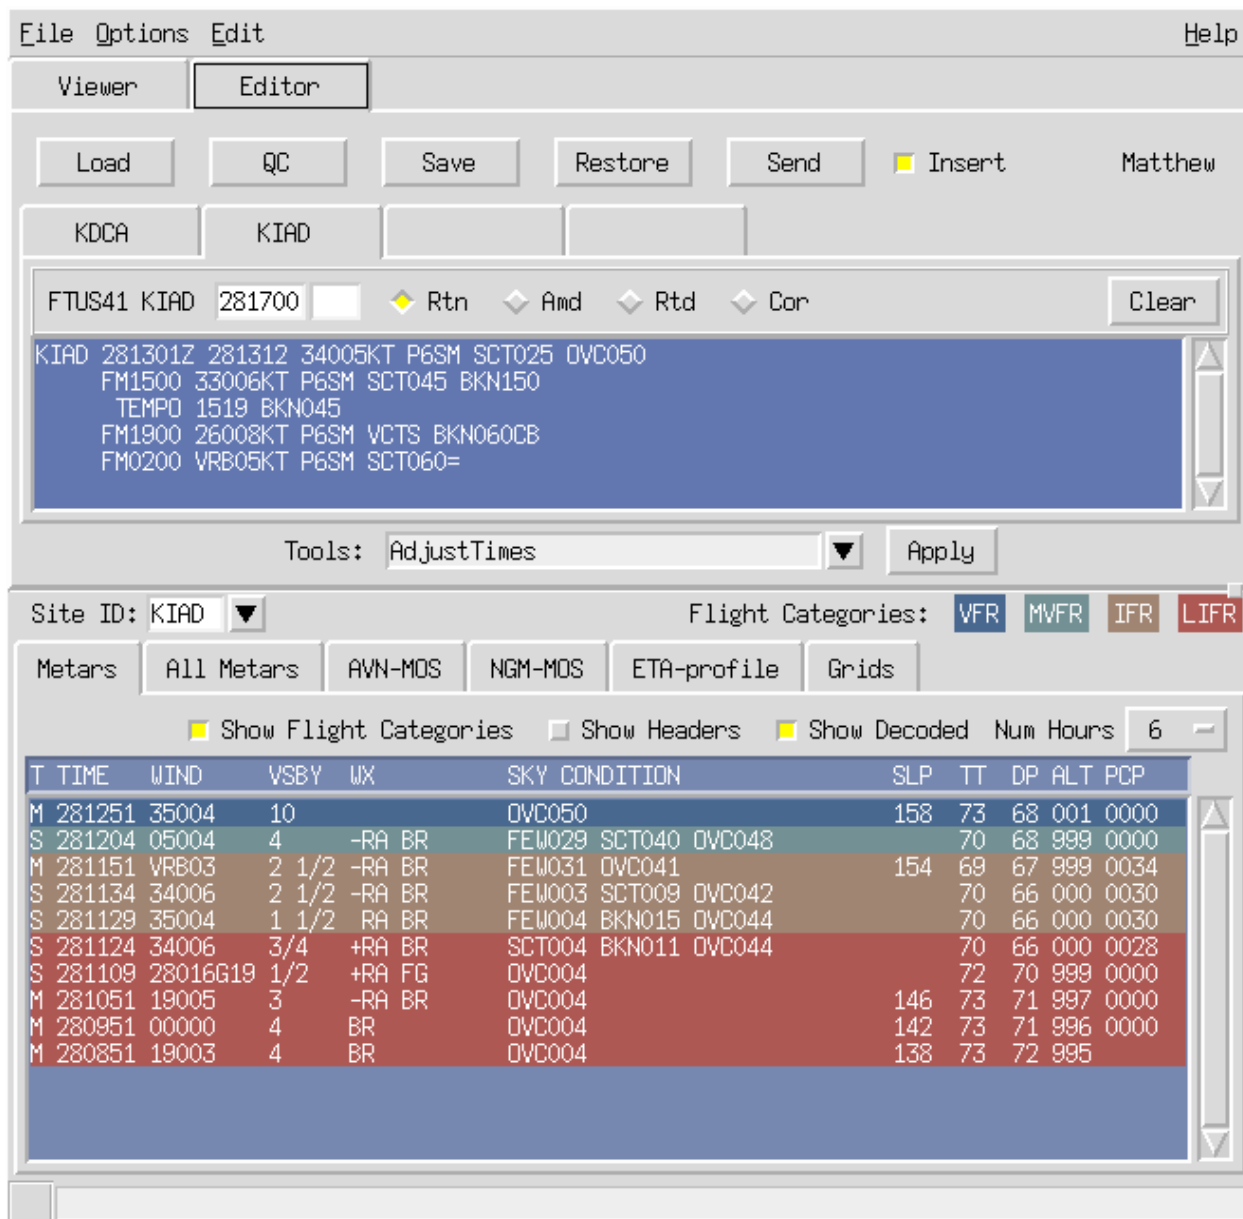 File Options Edit Help
Viewer Editor
Load QC Save Restore Send Insert Matthew
KDCA KIAD
FTUS41 KIAD 281700 Rtn Amd Rtd Cor Clear
KIAD 281301Z 281312 34005KT P6SM SCT025 OVC050
FM1500 33006KT P6SM SCT045 BKN150
TEMPO 1519 BKN045
FM1900 26008KT P6SM VCTS BKN060CB
FM0200 VRB05KT P6SM SCT060=
Tools: AdjustTimes Apply
Site ID: KIAD Flight Categories: VFR MVFR IFR LIFR
Metars All Metars AVN-MOS NGM-MOS ETA-profile Grids
Show Flight Categories Show Headers Show Decoded Num Hours 6
T TIME WIND VSBY WX SKY CONDITION SLP TT DP ALT PCP
M 281251 35004 10 OVC050 158 73 68 001 0000
S 281204 05004 4 -RA BR FEW029 SCT040 OVC048 70 68 999 0000
M 281151 VRB03 2 1/2 -RA BR FEW031 OVC041 154 69 67 999 0034
S 281134 34006 2 1/2 -RA BR FEW003 SCT009 OVC042 70 66 000 0030
S 281129 35004 1 1/2 RA BR FEW004 BKN015 OVC044 70 66 000 0030
S 281124 34006 3/4 +RA BR SCT004 BKN011 OVC044 70 66 000 0028
S 281109 28016G19 1/2 +RA FG OVC004 72 70 999 0000
M 281051 19005 3 -RA BR OVC004 146 73 71 997 0000
M 280951 00000 4 BR OVC004 142 73 71 996 0000
M 280851 19003 4 BR OVC004 138 73 72 995